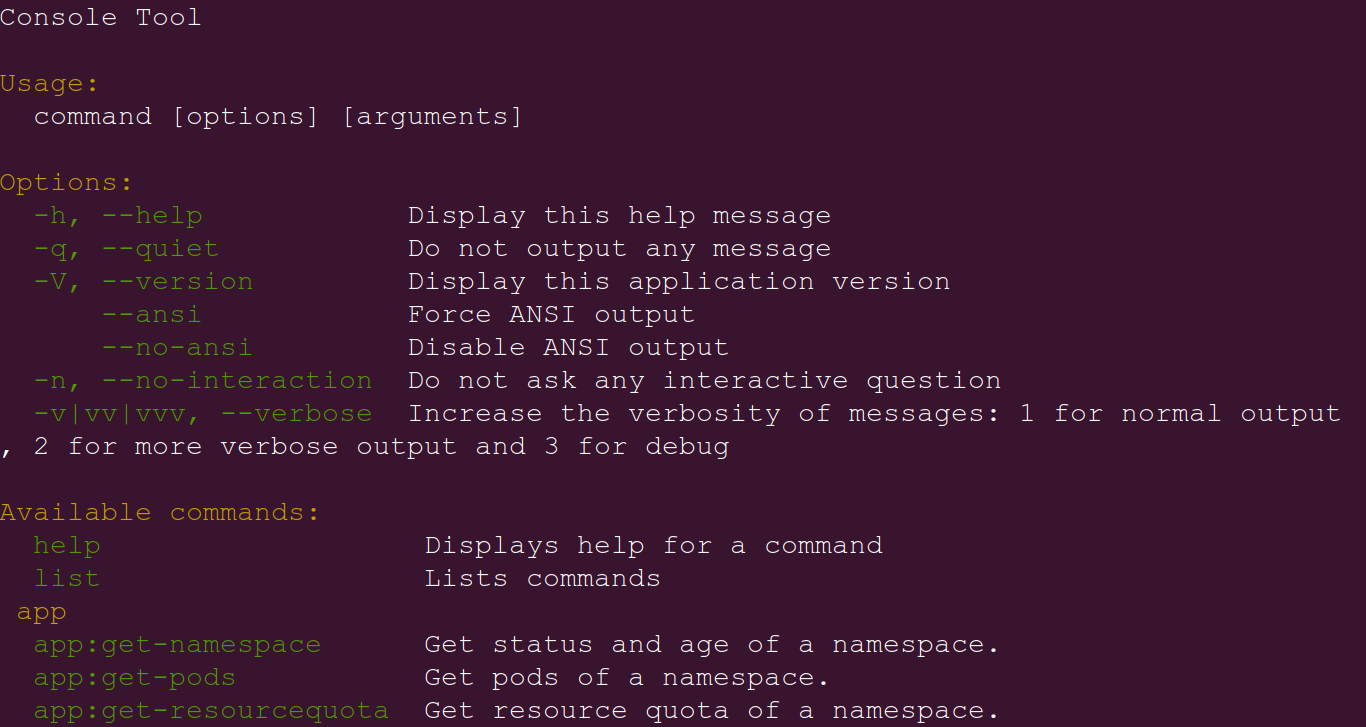 Console Tool
Usage:
command [options] [arguments]
Options:
-h, --help Display this help message
-q, --quiet Do not output any message
-V, --version Display this application version
--ansi Force ANSI output
--no-ansi Disable ANSI output
-n, --no-interaction Do not ask any interactive question
-v|vv|vvv, --verbose Increase the verbosity of messages: 1 for normal output
, 2 for more verbose output and 3 for debug
Available commands:
help Displays help for a command
list Lists commands
app
app:get-namespace Get status and age of a namespace.
app:get-pods Get pods of a namespace.
app:get-resourcequota Get resource quota of a namespace.